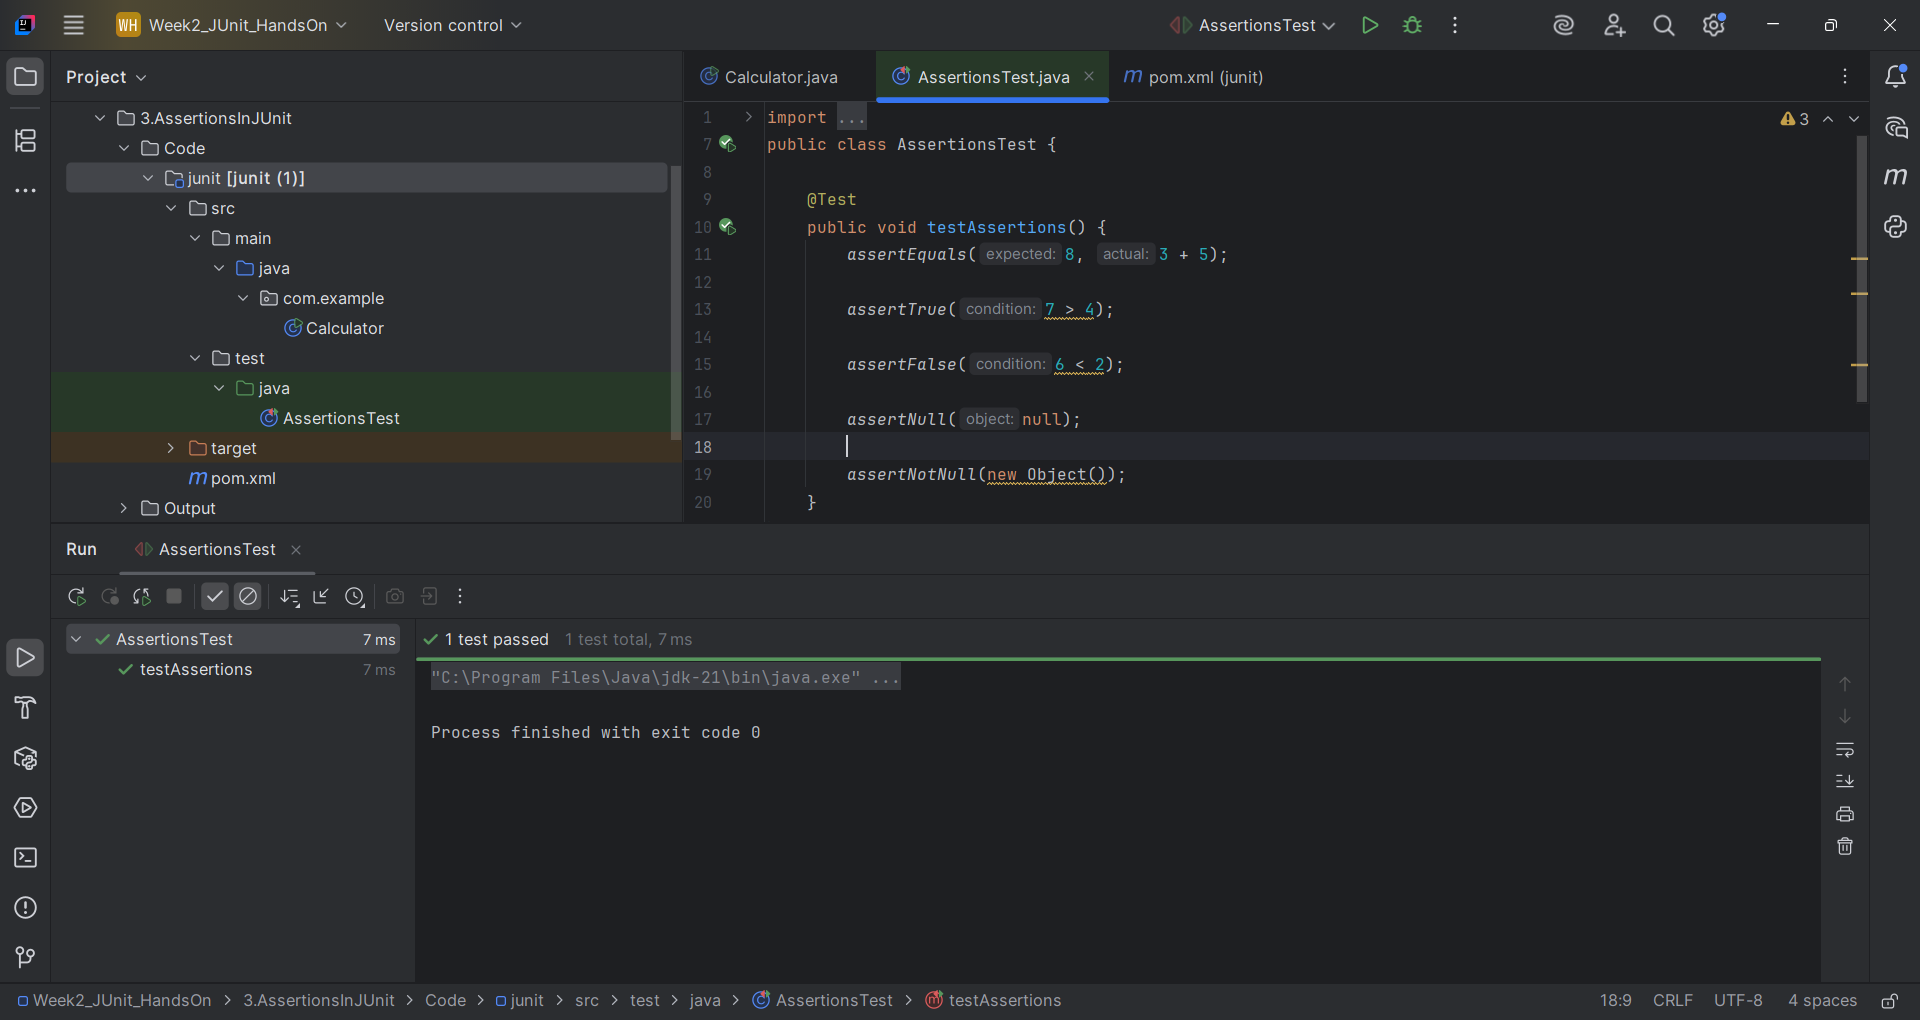 WH Week2_JUnit_HandsOn Version control AssertionsTest
Project
3.AssertionsInJUnit
Code
junit [junit (1)]
src
main
java
com.example
Calculator
test
java
AssertionsTest
target
m pom.xml
Output
Calculator.java AssertionsTest.java m pom.xml (junit)
1 import ...
3
7 public class AssertionsTest {
8
9 @Test
10 public void testAssertions() {
11 assertEquals( expected: 8, actual: 3 + 5);
12
13 assertTrue( condition: 7 > 4);
14
15 assertFalse( condition: 6 < 2);
16
17 assertNull( object: null);
18
19 assertNotNull(new Object());
20 }
Run AssertionsTest
AssertionsTest 7 ms
testAssertions 7 ms
1 test passed 1 test total, 7 ms
"C:\Program Files\Java\jdk-21\bin\java.exe" ...
Process finished with exit code 0
Week2_JUnit_HandsOn > 3.AssertionsInJUnit > Code > junit > src > test > java > AssertionsTest > testAssertions
18:9 CRLF UTF-8 4 spaces